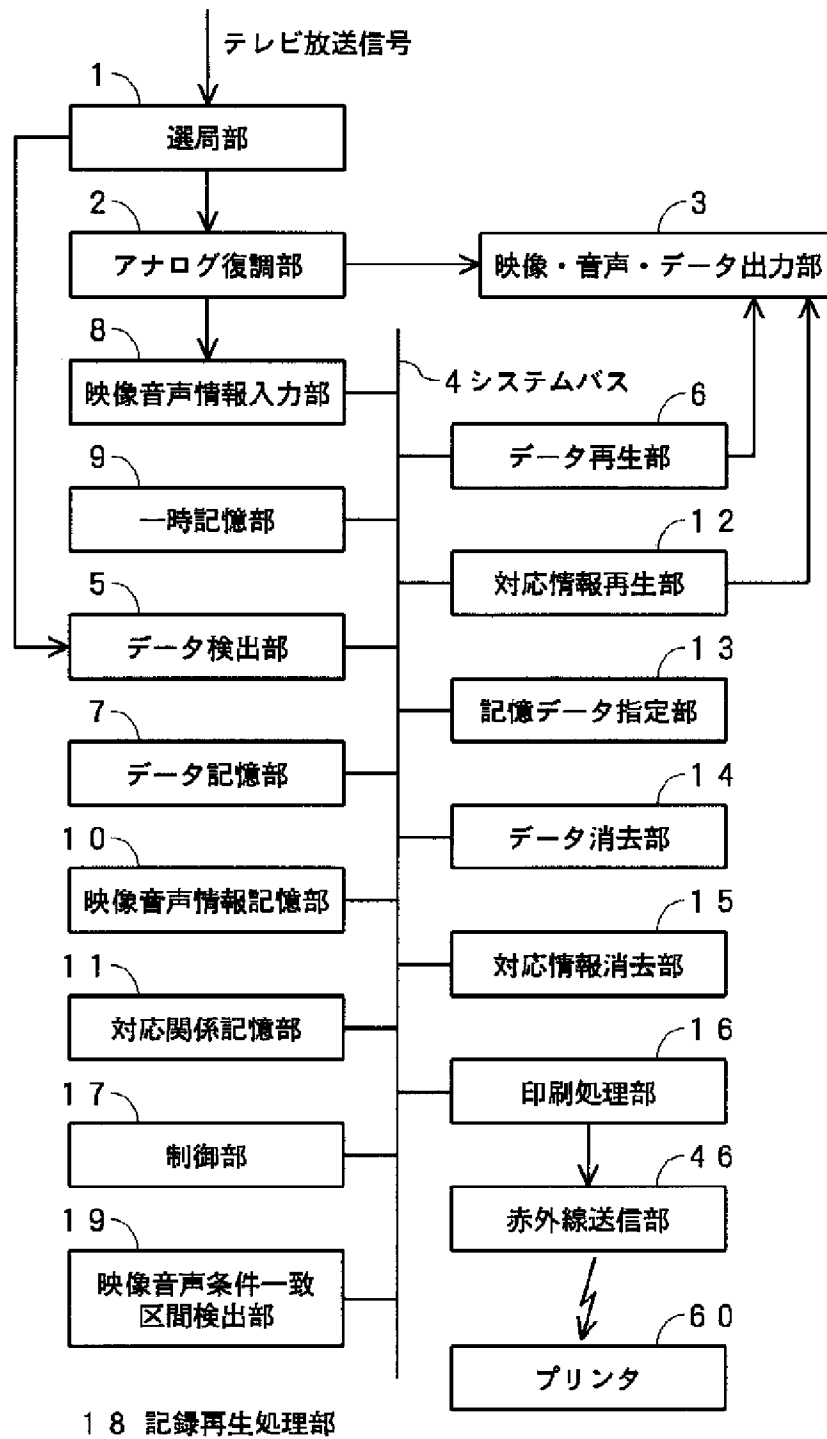 テレビ放送信号
1
選局部
2
アナログ復調部
3
映像・音声・データ出力部
8
映像音声情報入力部
4 システムバス
6
データ再生部
9
一時記憶部
12
対応情報再生部
5
データ検出部
13
記憶データ指定部
7
データ記憶部
14
データ消去部
10
映像音声情報記憶部
15
対応情報消去部
11
対応関係記憶部
16
印刷処理部
17
制御部
46
赤外線送信部
19
映像音声条件一致
区間検出部
60
プリンタ
18 記録再生処理部